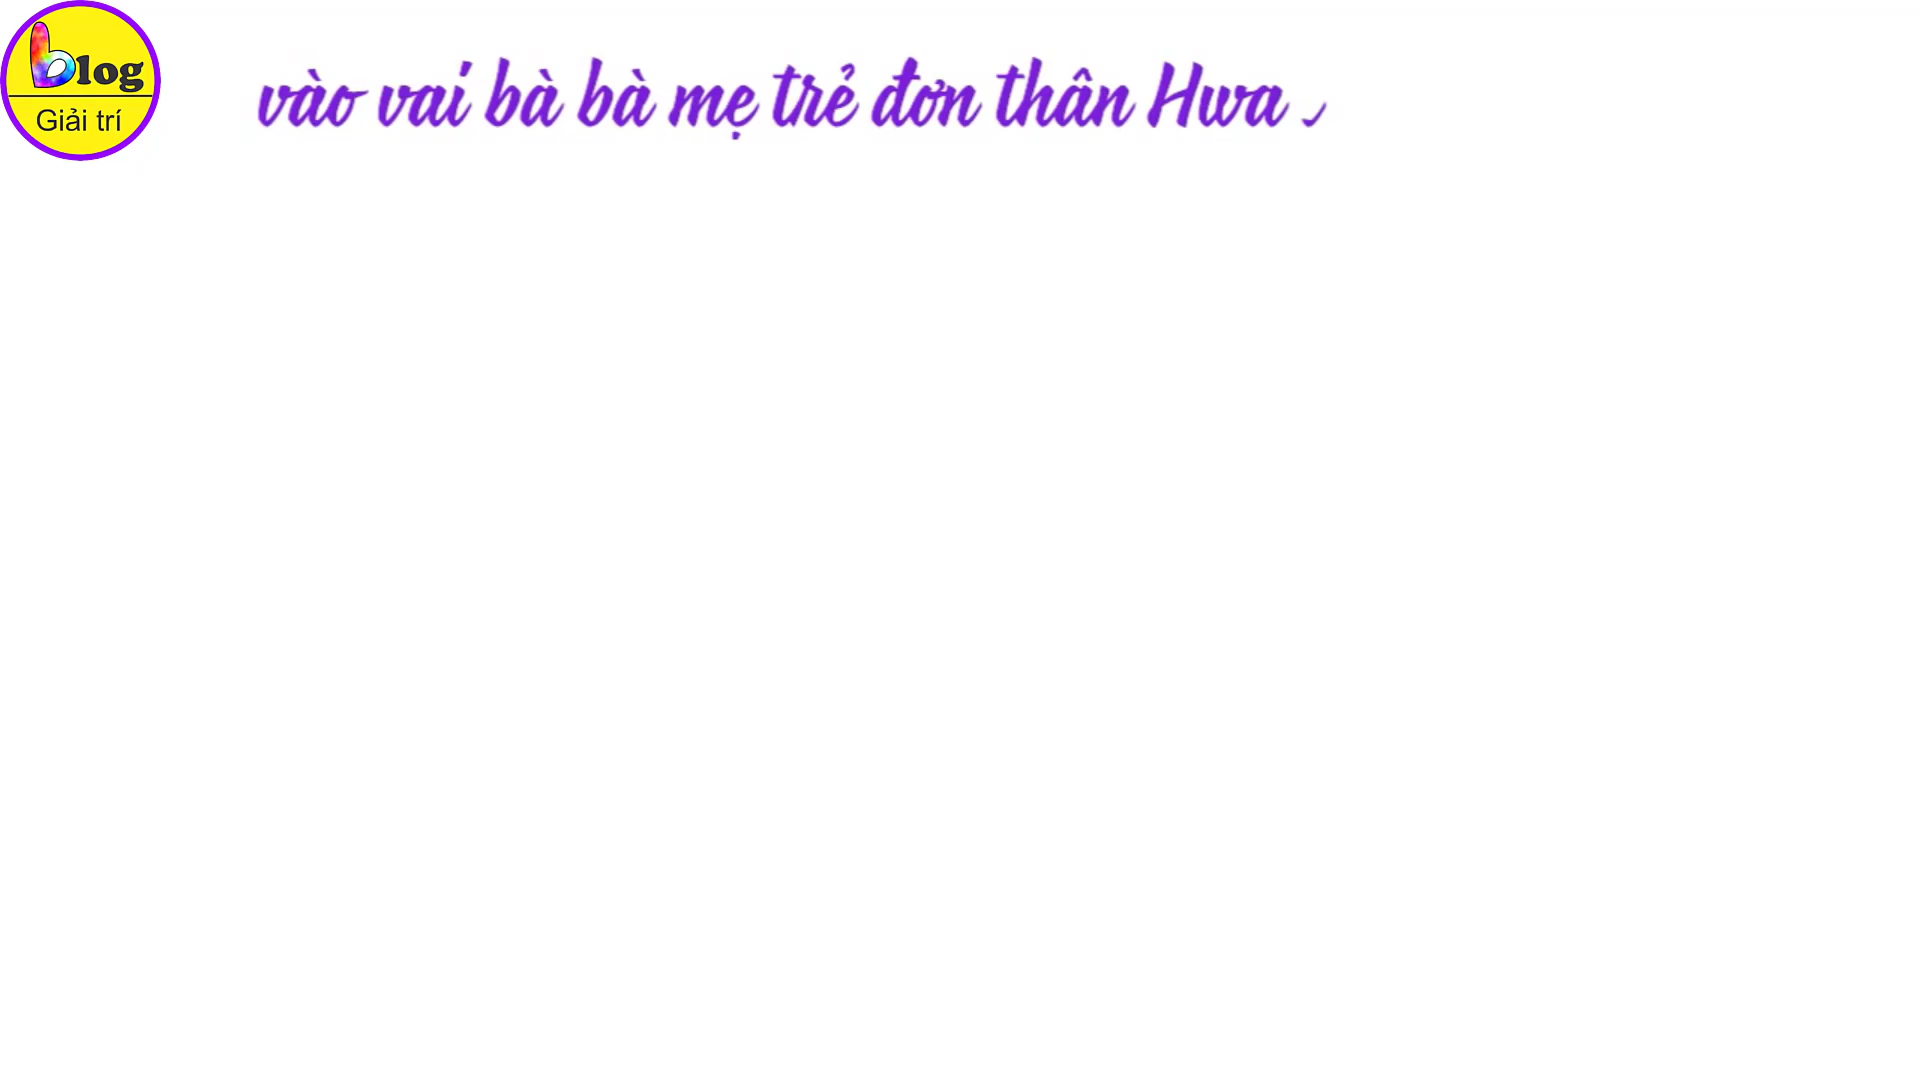 blog
Giải trí
vào vai bà bà mẹ trẻ đơn thân Hwa